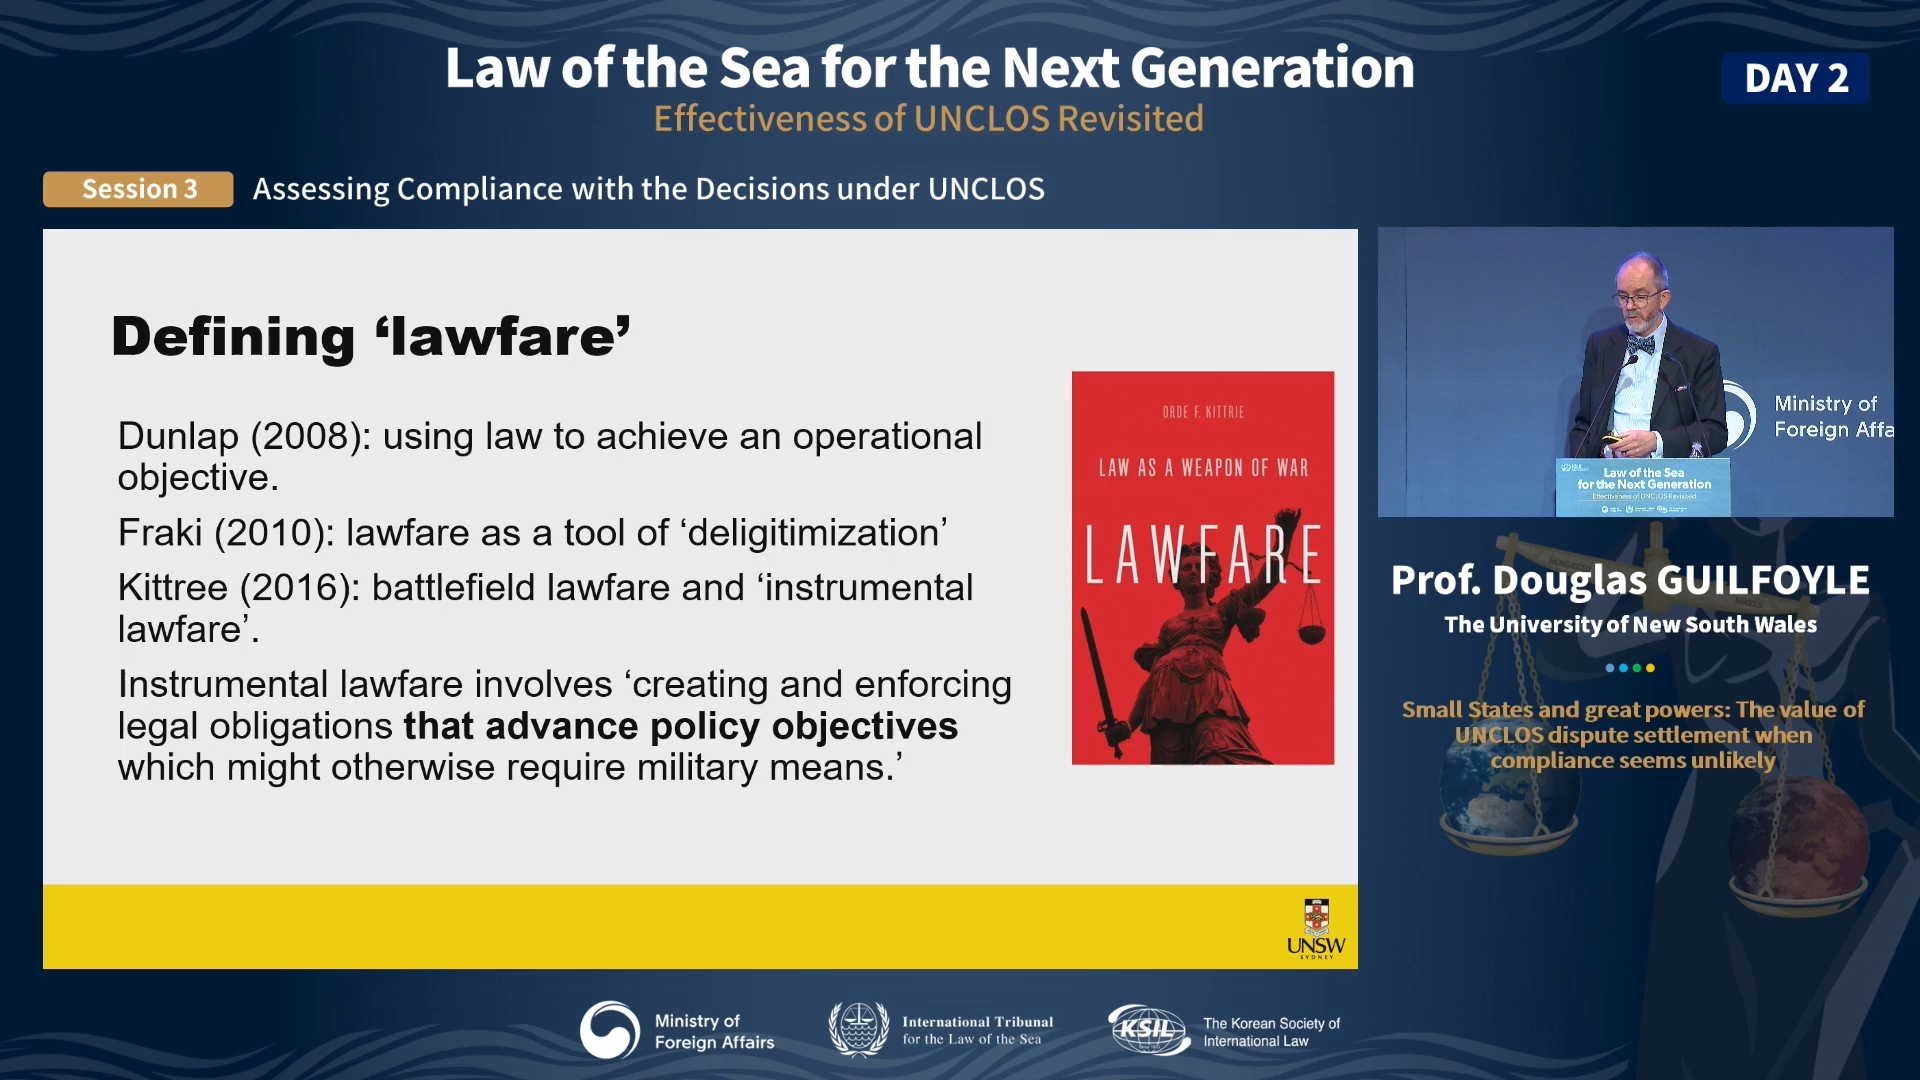 Law of the Sea for the Next Generation
Effectiveness of UNCLOS Revisited
DAY 2
Session 3
Assessing Compliance with the Decisions under UNCLOS
Defining ‘lawfare’
Dunlap (2008): using law to achieve an operational
objective.
Fraki (2010): lawfare as a tool of ‘deligitimization’
Kittree (2016): battlefield lawfare and ‘instrumental
lawfare’.
Instrumental lawfare involves ‘creating and enforcing
legal obligations that advance policy objectives
which might otherwise require military means.’
ORDE F. KITTRIE
LAW AS A WEAPON OF WAR
LAWFARE
UNSW
SYDNEY
Ministry of
Foreign Affa
Law of the Sea
for the Next Generation
Effectiveness of UNCLOS Revisited
Prof. Douglas GUILFOYLE
The University of New South Wales
Small States and great powers: The value of
UNCLOS dispute settlement when
compliance seems unlikely
Ministry of
Foreign Affairs
International Tribunal
for the Law of the Sea
KSIL
The Korean Society of
International Law